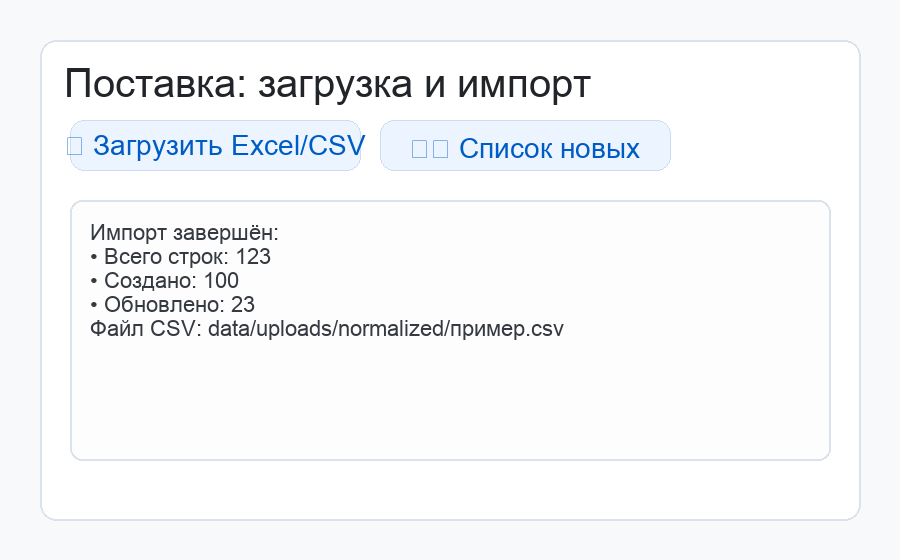 Поставка: загрузка и импорт
Загрузить Excel/CSV
Список новых
Импорт завершён:
• Всего строк: 123
• Создано: 100
• Обновлено: 23
Файл CSV: data/uploads/normalized/пример.csv